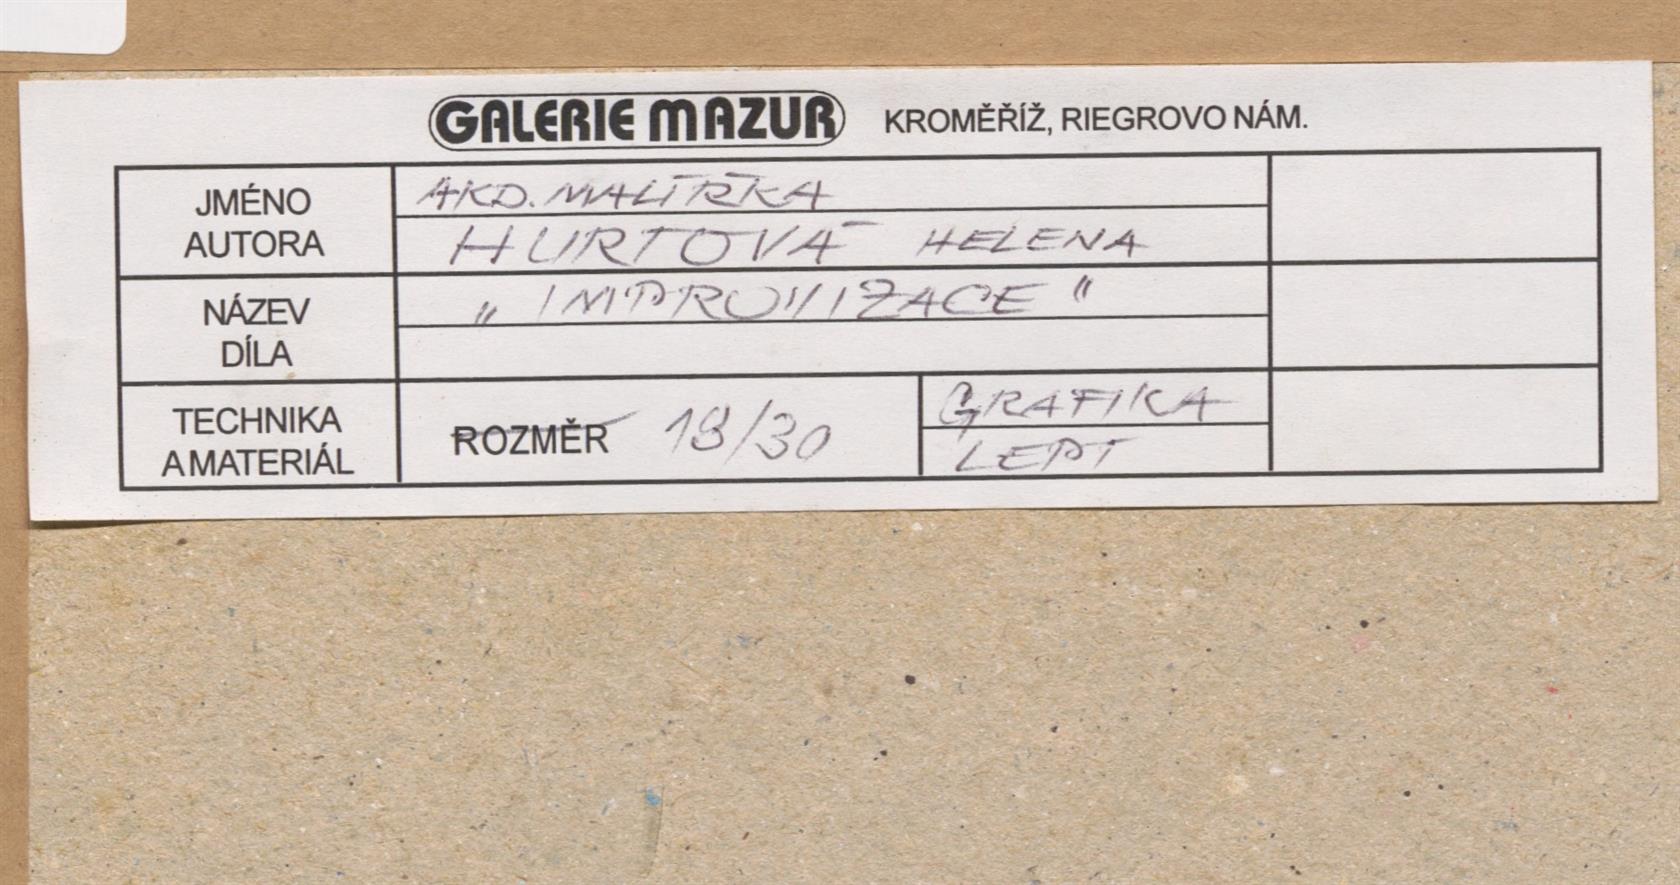 GALERIE MAZUR KROMĚŘÍŽ, RIEGROVO NÁM.
JMÉNO AUTORA
AKD. MALÍŘKA
HURTOVÁ HELENA
NÁZEV DÍLA
„IMPROVIZACE“
TECHNIKA A MATERIÁL
ROZMĚR 18/30
GRAFIKA
LEPT